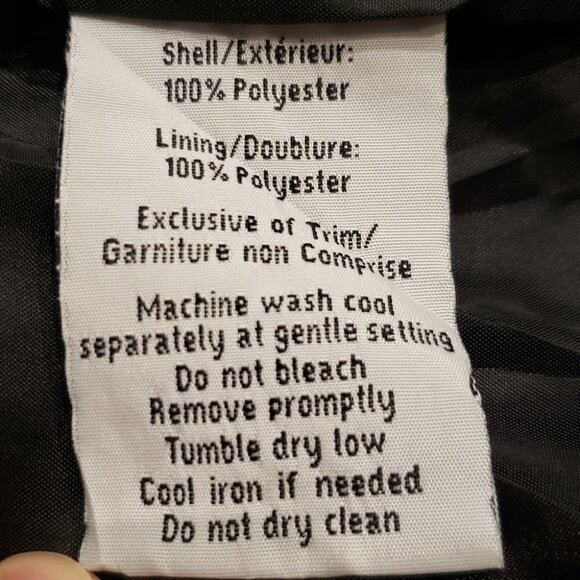 Shell/Extérieur:
100% Polyester
Lining/Doublure:
100% Polyester
Exclusive of Trim/
Garniture non Comprise
Machine wash cool
separately at gentle setting
Do not bleach
Remove promptly
Tumble dry low
Cool iron if needed
Do not dry clean